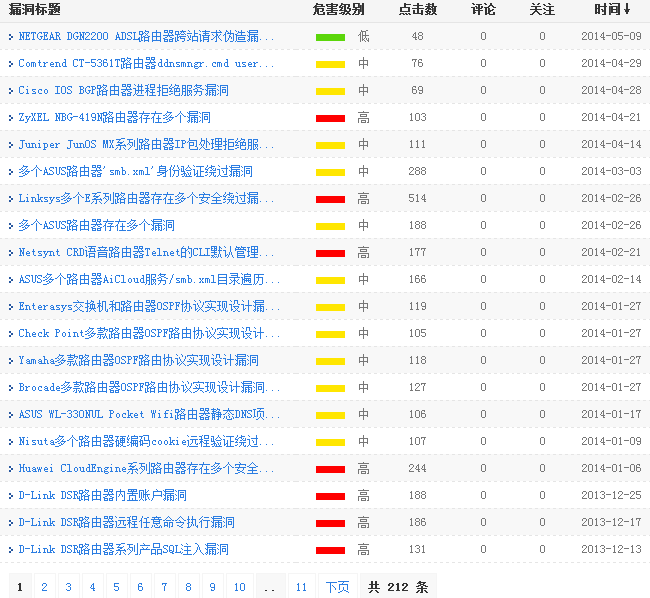 漏洞标题 危害级别 点击数 评论 关注 时间↓
NETGEAR DGN2200 ADSL路由器跨站请求伪造漏... 低 48 0 0 2014-05-09
Comtrend CT-5361T路由器ddnsmngr.cmd user... 中 76 0 0 2014-04-29
Cisco IOS BGP路由器进程拒绝服务漏洞 中 69 0 0 2014-04-28
ZyXEL NBG-419N路由器存在多个漏洞 高 103 0 0 2014-04-21
Juniper JunOS MX系列路由器IP包处理拒绝服... 中 111 0 0 2014-04-14
多个ASUS路由器'smb.xml'身份验证绕过漏洞 中 288 0 0 2014-03-03
Linksys多个E系列路由器存在多个安全绕过漏... 高 514 0 0 2014-02-26
多个ASUS路由器存在多个漏洞 中 188 0 0 2014-02-26
Netsynt CRD语音路由器Telnet的CLI默认管理... 高 177 0 0 2014-02-21
ASUS多个路由器AiCloud服务/smb.xml目录遍历... 中 166 0 0 2014-02-14
Enterasys交换机和路由器OSPF协议实现设计漏... 中 119 0 0 2014-01-27
Check Point多款路由器OSPF路由协议实现设计... 中 105 0 0 2014-01-27
Yamaha多款路由器OSPF路由协议实现设计漏洞 中 118 0 0 2014-01-27
Brocade多款路由器OSPF路由协议实现设计漏洞... 中 127 0 0 2014-01-27
ASUS WL-330NUL Pocket Wifi路由器静态DNS项... 中 106 0 0 2014-01-17
Nisuta多个路由器硬编码cookie远程验证绕过... 中 107 0 0 2014-01-09
Huawei CloudEngine系列路由器存在多个安全... 高 244 0 0 2014-01-06
D-Link DSR路由器内置账户漏洞 高 188 0 0 2013-12-25
D-Link DSR路由器远程任意命令执行漏洞 高 186 0 0 2013-12-17
D-Link DSR路由器系列产品SQL注入漏洞 高 131 0 0 2013-12-13
1 2 3 4 5 6 7 8 9 10 .. 11 下页 共 212 条